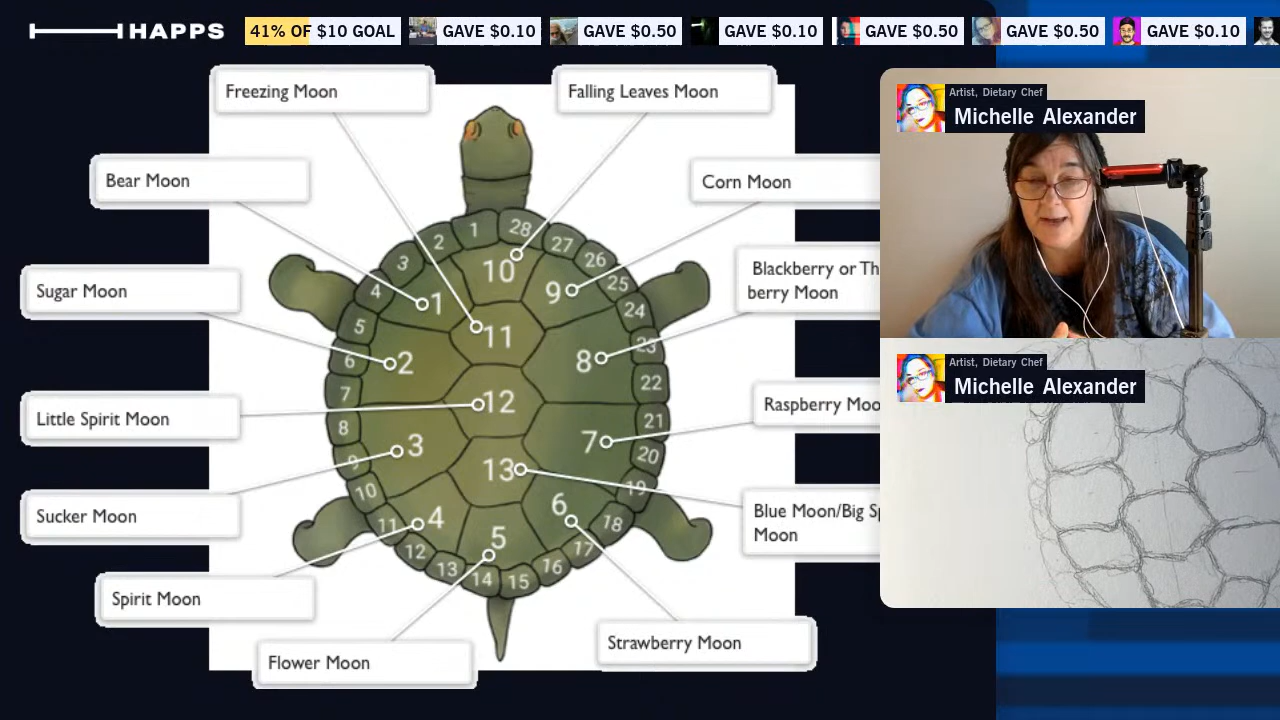 HAPPS
41% OF $10 GOAL
GAVE $0.10
GAVE $0.50
GAVE $0.10
GAVE $0.50
GAVE $0.50
GAVE $0.10
Freezing Moon
Falling Leaves Moon
Artist, Dietary Chef
Michelle Alexander
Bear Moon
Corn Moon
Sugar Moon
Blackberry or Th
berry Moon
Little Spirit Moon
Raspberry Moo
Artist, Dietary Chef
Michelle Alexander
Sucker Moon
Blue Moon/Big Sp
Moon
Spirit Moon
Strawberry Moon
Flower Moon
1
2
3
4
5
6
7
8
9
10
11
12
13
14
15
16
17
18
19
20
21
22
23
24
25
26
27
28
1
2
3
4
5
6
7
8
9
10
11
12
13